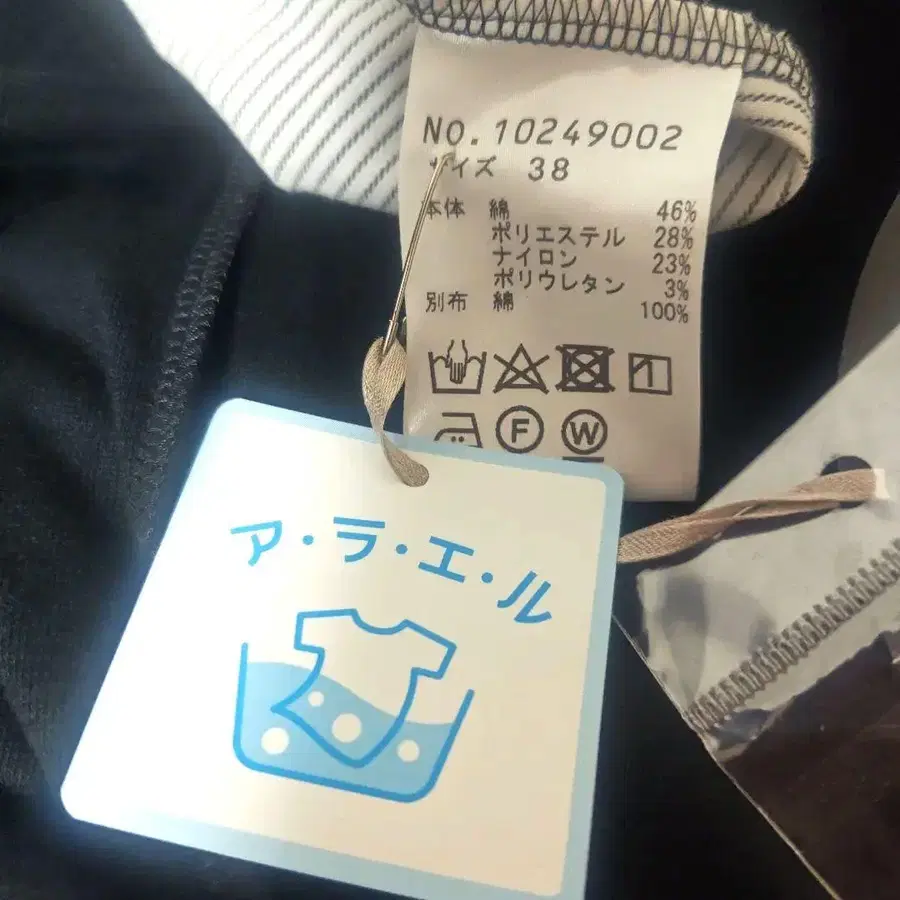 NO.10249002
サイズ 38
本体 綿 46%
ポリエステル 28%
ナイロン 23%
ポリウレタン 3%
別布 綿 100%
F W
ア・ラ・エ・ル